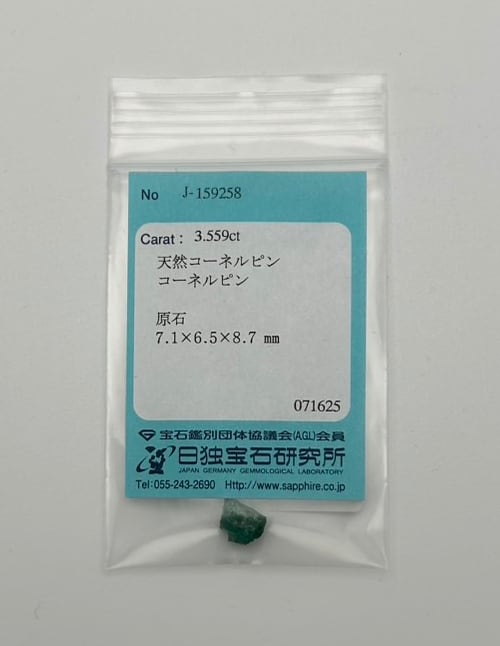 No J-159258
Carat : 3.559ct
天然コーネルピン
コーネルピン
原石
7.1×6.5×8.7 mm
071625
宝石鑑別団体協議会(AGL)会員
日独宝石研究所
JAPAN GERMANY GEMMOLOGICAL LABORATORY
Tel:055-243-2690 Http://www.sapphire.co.jp